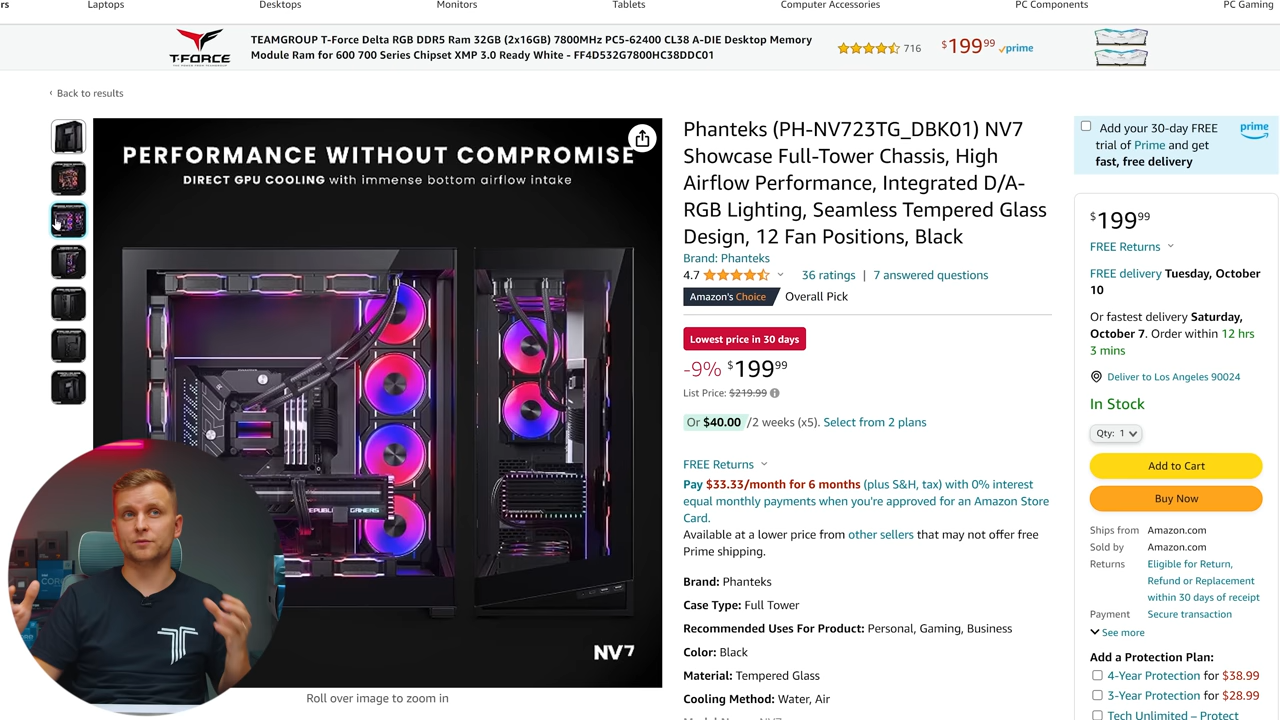 rs
Laptops
Desktops
Monitors
Tablets
Computer Accessories
PC Components
PC Gaming
T-FORCE
TEAMGROUP T-Force Delta RGB DDR5 Ram 32GB (2x16GB) 7800MHz PC5-62400 CL38 A-DIE Desktop Memory
Module Ram for 600 700 Series Chipset XMP 3.0 Ready White - FF4D532G7800HC38DDC01
716
$199 99 prime
‹ Back to results
PERFORMANCE WITHOUT COMPROMISE
DIRECT GPU COOLING with immense bottom airflow intake
NV7
Roll over image to zoom in
Phanteks (PH-NV723TG_DBK01) NV7
Showcase Full-Tower Chassis, High
Airflow Performance, Integrated D/A-
RGB Lighting, Seamless Tempered Glass
Design, 12 Fan Positions, Black
Brand: Phanteks
4.7 36 ratings | 7 answered questions
Amazon's Choice Overall Pick
Lowest price in 30 days
-9% $199 99
List Price: $219.99
Or $40.00 /2 weeks (x5). Select from 2 plans
FREE Returns
Pay $33.33/month for 6 months (plus S&H, tax) with 0% interest
equal monthly payments when you're approved for an Amazon Store
Card.
Available at a lower price from other sellers that may not offer free
Prime shipping.
Brand: Phanteks
Case Type: Full Tower
Recommended Uses For Product: Personal, Gaming, Business
Color: Black
Material: Tempered Glass
Cooling Method: Water, Air
Add your 30-day FREE
trial of Prime and get
fast, free delivery
prime
$199 99
FREE Returns
FREE delivery Tuesday, October
10
Or fastest delivery Saturday,
October 7. Order within 12 hrs
3 mins
Deliver to Los Angeles 90024
In Stock
Qty: 1
Add to Cart
Buy Now
Ships from Amazon.com
Sold by Amazon.com
Returns Eligible for Return,
Refund or Replacement
within 30 days of receipt
Payment Secure transaction
See more
Add a Protection Plan:
4-Year Protection for $38.99
3-Year Protection for $28.99
Tech Unlimited – Protect